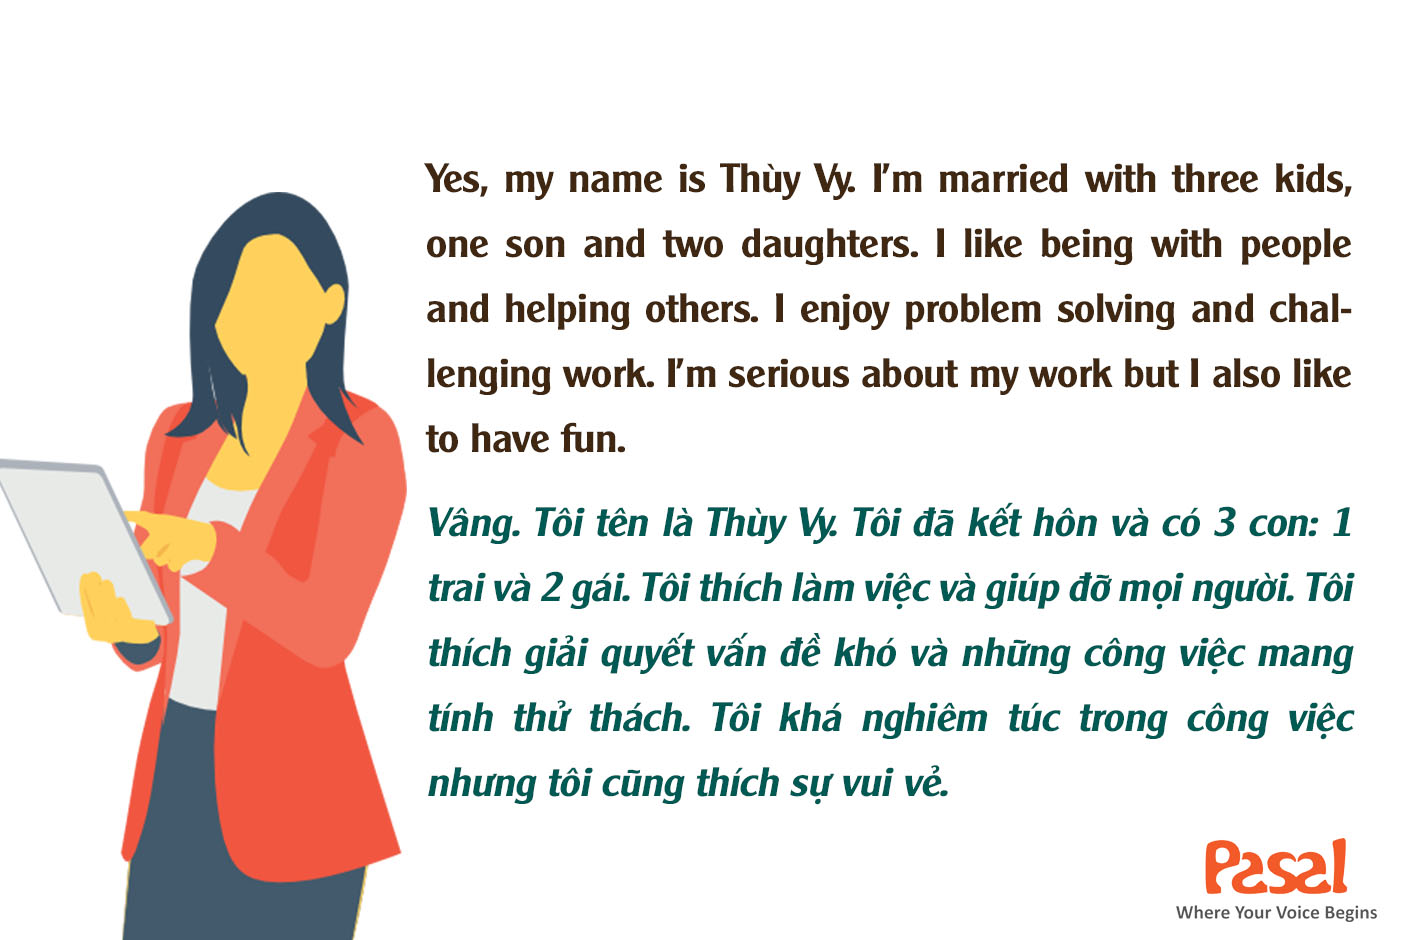 Yes, my name is Thùy Vy. I'm married with three kids,
one son and two daughters. I like being with people
and helping others. I enjoy problem solving and chal-
lenging work. I'm serious about my work but I also like
to have fun.
Vâng. Tôi tên là Thùy Vy. Tôi đã kết hôn và có 3 con: 1
trai và 2 gái. Tôi thích làm việc và giúp đỡ mọi người. Tôi
thích giải quyết vấn đề khó và những công việc mang
tính thử thách. Tôi khá nghiêm túc trong công việc
nhưng tôi cũng thích sự vui vẻ.
Pasal
Where Your Voice Begins